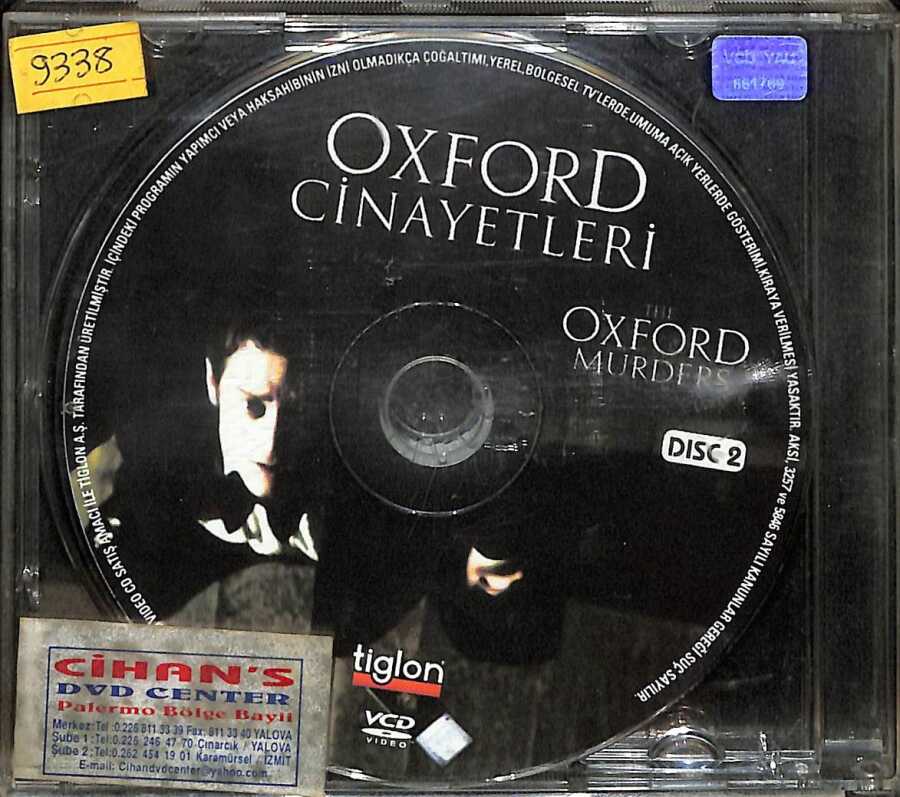 9338
VCD
OXFORD
CİNAYETLERİ
THE
OXFORD
MURDERS
DISC 2
VIDEO CD SATIŞ AMACI İLE TİGLON A.Ş. TARAFINDAN ÜRETİLMİŞTİR. İÇİNDEKİ PROGRAMIN YAPIMCI VEYA HAKSAHİBİNİN İZNİ OLMADIKÇA ÇOĞALTIMI, YEREL, BÖLGESEL TV'LERDE, UMUMA AÇIK YERLERDE GÖSTERİMİ, KİRAYA VERİLMESİ YASAKTIR. AKSİ, 3257 ve 5846 SAYILI KANUNLAR GEREĞİ SUÇ SAYILIR.
tiglon
VCD
VIDEO
CİHAN'S
DVD CENTER
Palermo Bölge Bayii
Merkez: Tel :0.226 811 33 39 Fax: 811 33 40 YALOVA
Şube 1 : Tel:0.226 245 47 70 Çınarcık / YALOVA
Şube 2 : Tel:0.262 454 19 01 Karamürsel / İZMİT
E-mail: Cihandvdcenter@yahoo.com